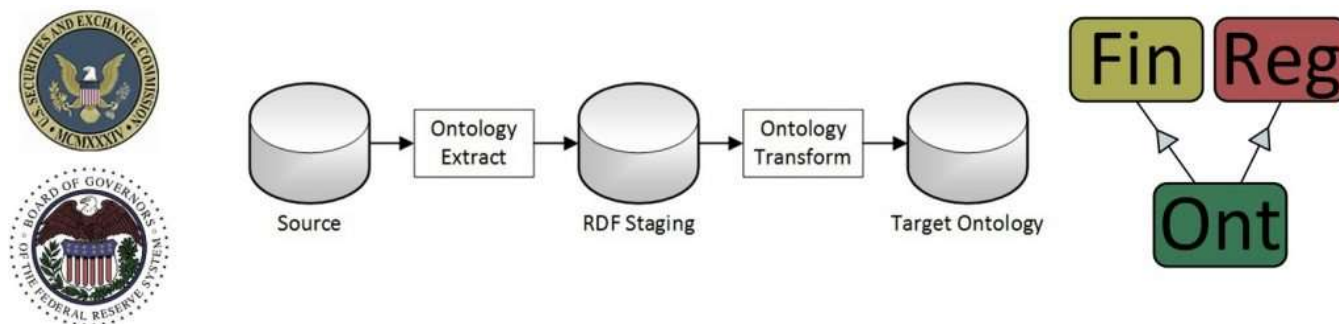 U.S. SECURITIES AND EXCHANGE COMMISSION
MCMXXXIV
BOARD OF GOVERNORS
OF THE FEDERAL RESERVE SYSTEM
Source
Ontology
Extract
RDF Staging
Ontology
Transform
Target Ontology
Fin
Reg
Ont